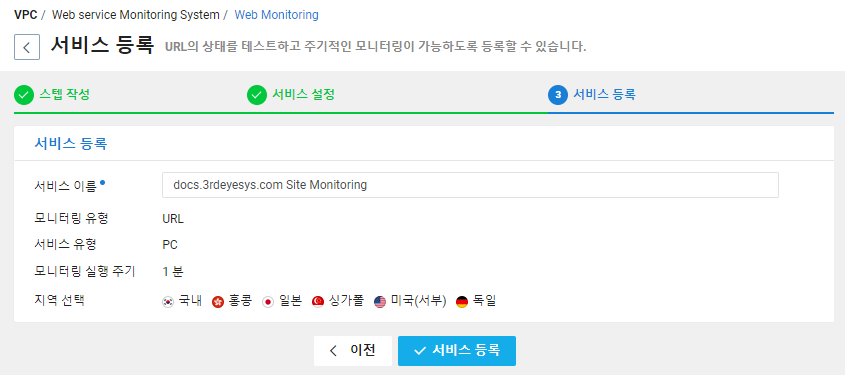 VPC / Web service Monitoring System / Web Monitoring
서비스 등록 URL의 상태를 테스트하고 주기적인 모니터링이 가능하도록 등록할 수 있습니다.
스텝 작성 서비스 설정 3 서비스 등록
서비스 등록
서비스 이름 docs.3rdeyesys.com Site Monitoring
모니터링 유형 URL
서비스 유형 PC
모니터링 실행 주기 1 분
지역 선택 국내 홍콩 일본 싱가폴 미국(서부) 독일
이전 서비스 등록